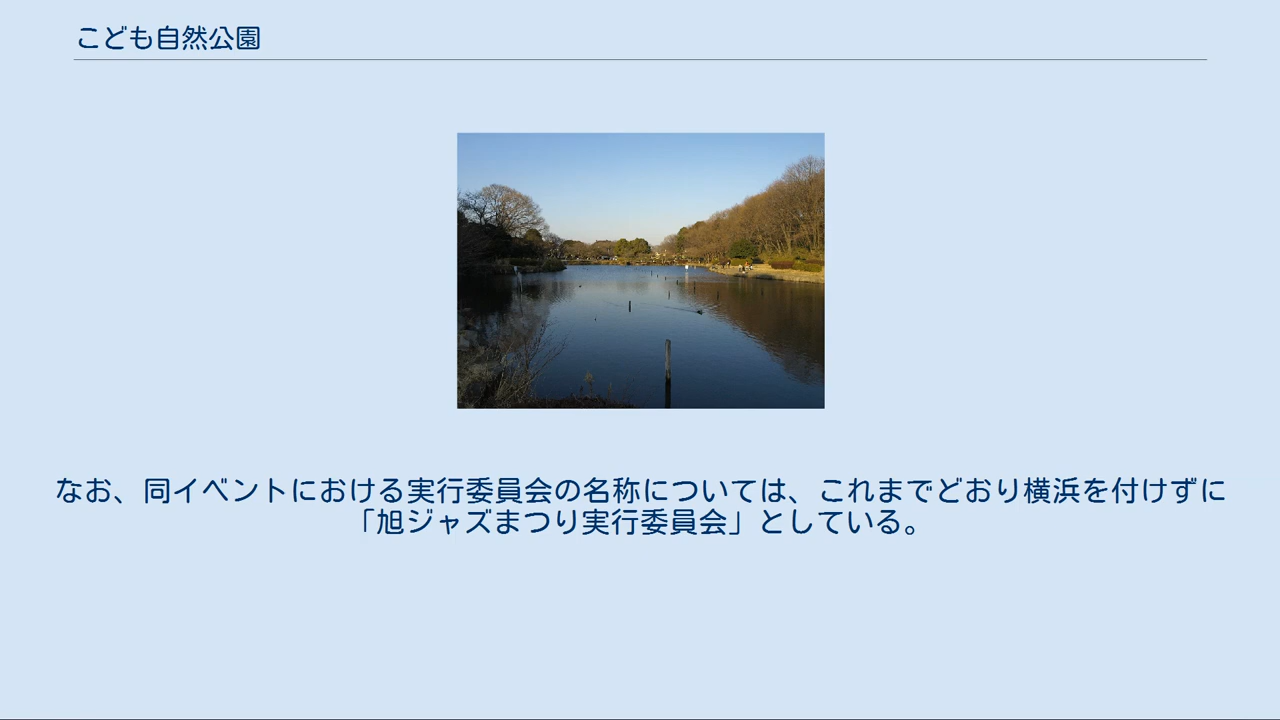 こども自然公園
なお、同イベントにおける実行委員会の名称については、これまでどおり横浜を付けずに
「旭ジャズまつり実行委員会」としている。